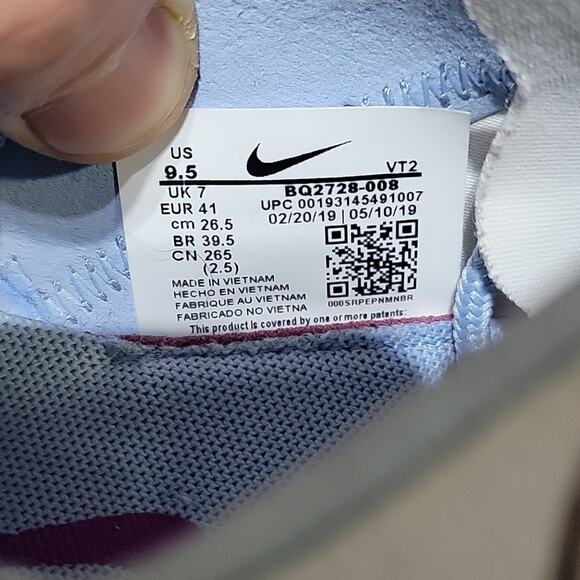 US
9.5 VT2
UK 7 BQ2728-008
EUR 41 UPC 00193145491007
cm 26.5 02/20/19 | 05/10/19
BR 39.5
CN 265
(2.5)
MADE IN VIETNAM
HECHO EN VIETNAM
FABRIQUE AU VIETNAM
FABRICADO NO VIETNA
000SRPEPNMNBR
This product is covered by one or more patents: